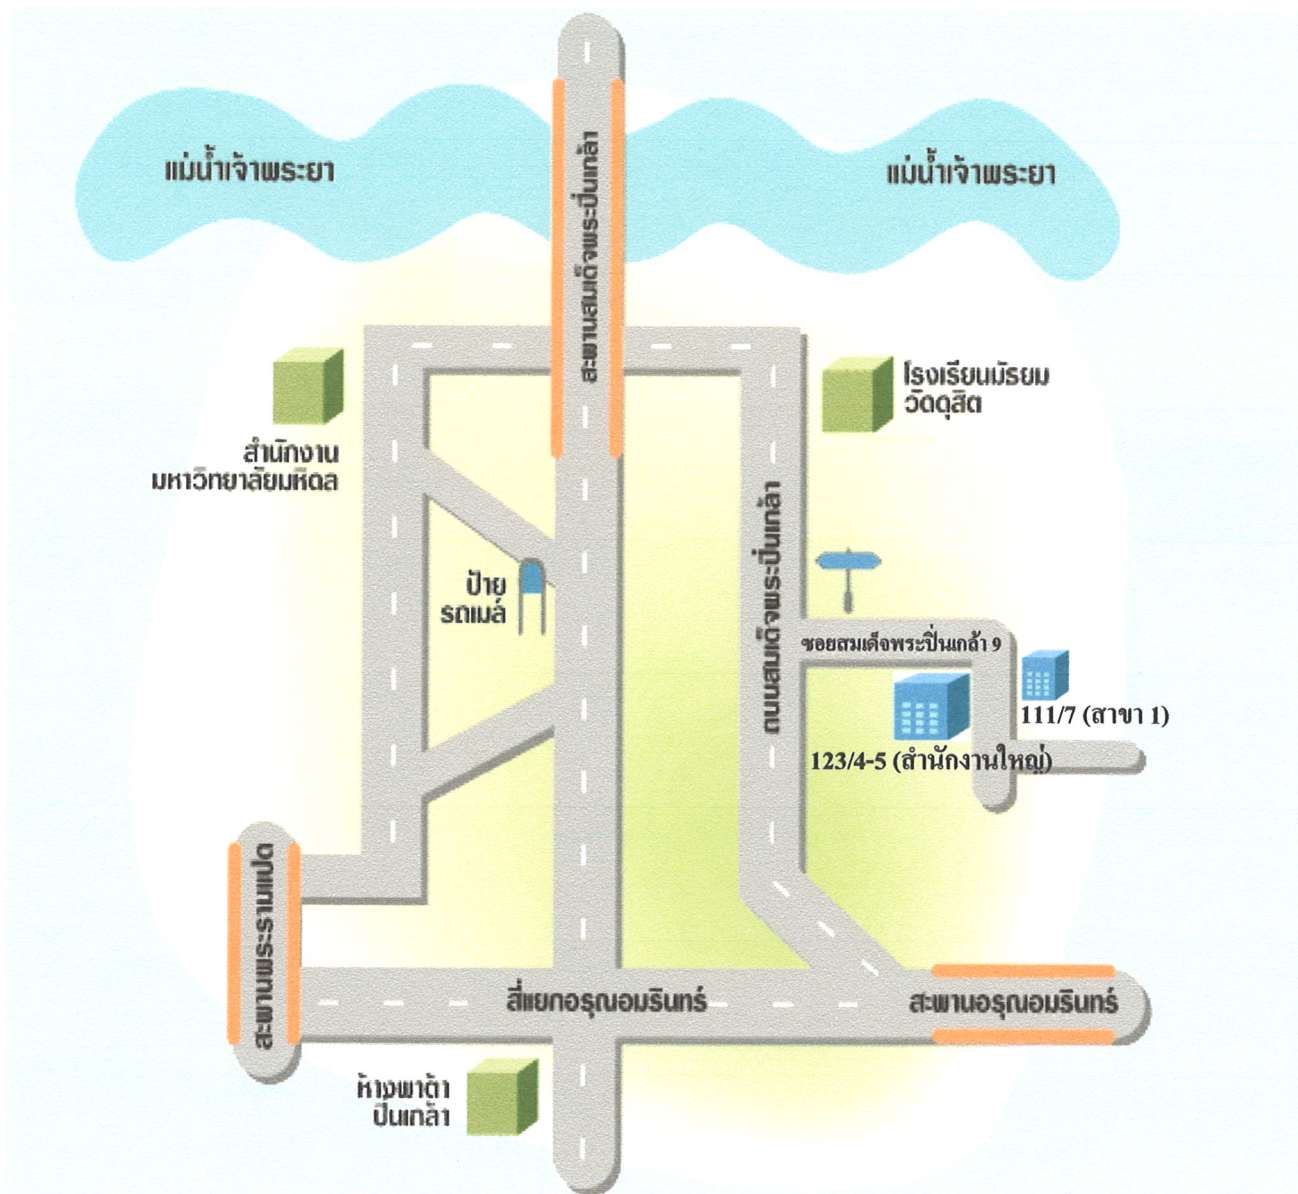 แม่น้ำเจ้าพระยา
แม่น้ำเจ้าพระยา
สะพานสมเด็จพระปิ่นเกล้า
โรงเรียนมัธยม
วัดดุสิต
สำนักงาน
มหาวิทยาลัยมหิดล
ถนนสมเด็จพระปิ่นเกล้า
ป้าย
รถเมล์
ซอยสมเด็จพระปิ่นเกล้า 9
111/7 (สาขา 1)
123/4-5 (สำนักงานใหญ่)
สะพานพระรามแปด
สี่แยกอรุณอมรินทร์
สะพานอรุณอมรินทร์
ห้างพาต้า
ปิ่นเกล้า